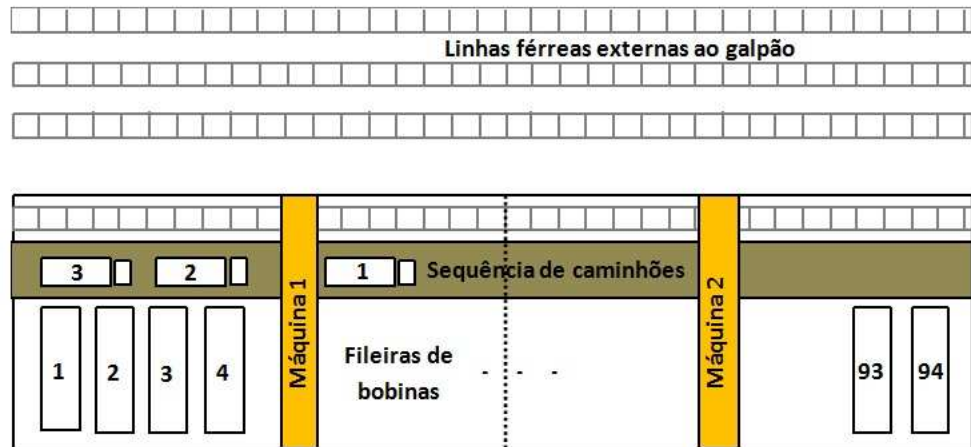 Linhas férreas externas ao galpão
3
2
1
Sequência de caminhões
Máquina 1
Máquina 2
1
2
3
4
Fileiras de
bobinas
- - -
93
94